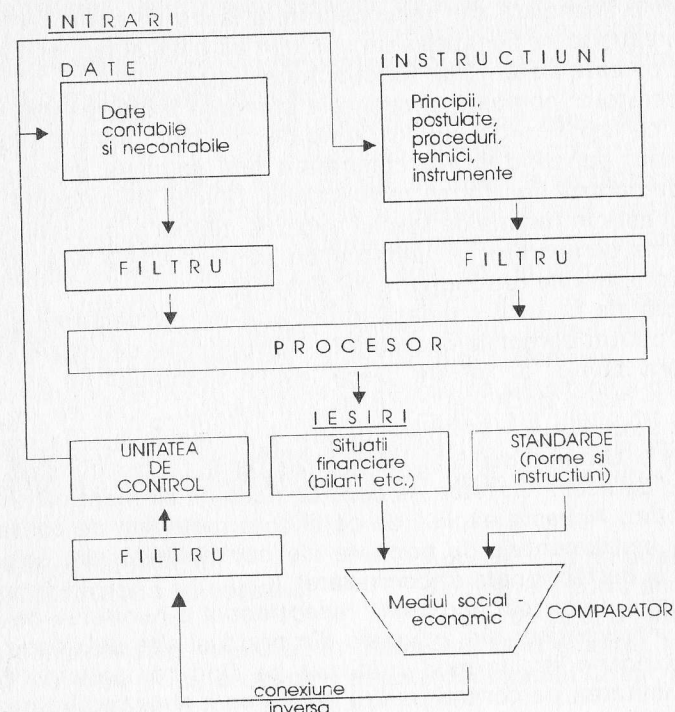 INTRARI
DATE
INSTRUCTIUNI
Date
contabile
si necontabile
Principii,
postulate,
proceduri,
tehnici,
instrumente
FILTRU
FILTRU
PROCESOR
IESIRI
UNITATEA
DE
CONTROL
Situatii
financiare
(bilant etc.)
STANDARDE
(norme si
instructiuni)
FILTRU
Mediul social -
economic
COMPARATOR
conexiune
inversa